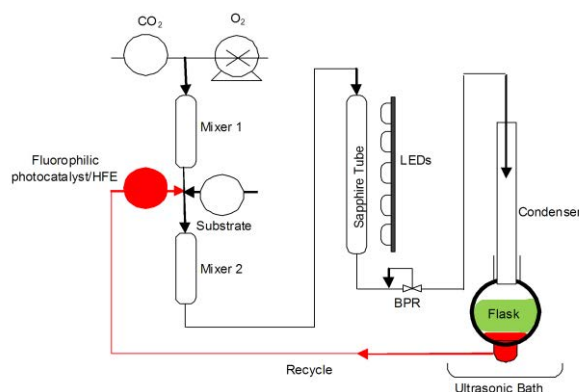 CO2
O2
Mixer 1
Fluorophilic
photocatalyst/HFE
Substrate
Mixer 2
Sapphire Tube
LEDs
BPR
Condenser
Flask
Recycle
Ultrasonic Bath